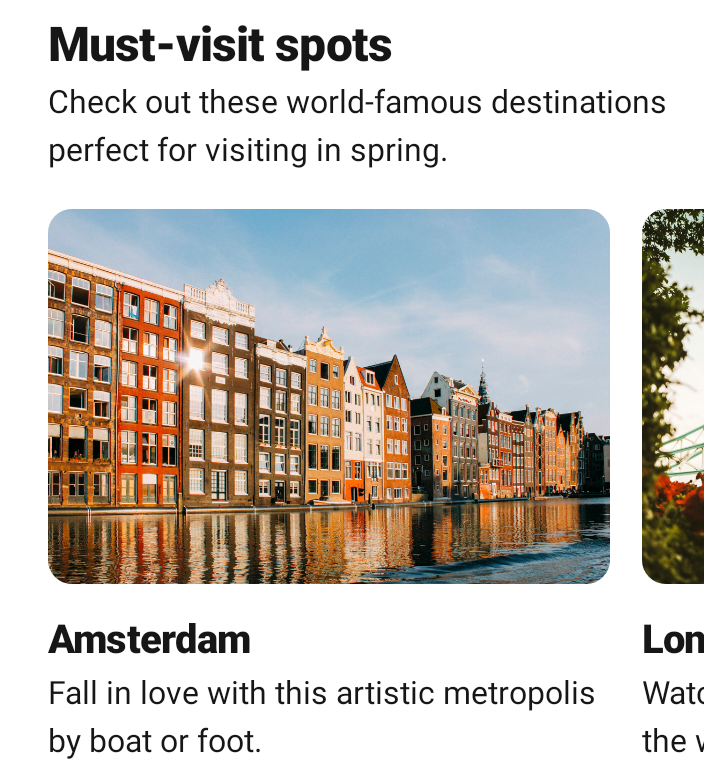 Must-visit spots
Check out these world-famous destinations
perfect for visiting in spring.
Amsterdam
Fall in love with this artistic metropolis
by boat or foot.
the